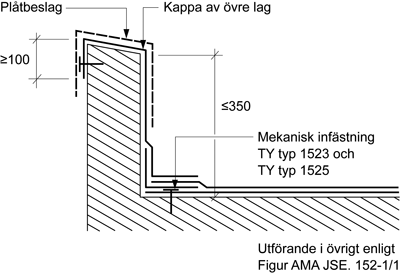 Plåtbeslag
Kappa av övre lag
≥100
≤350
Mekanisk infästning
TY typ 1523 och
TY typ 1525
Utförande i övrigt enligt
Figur AMA JSE. 152-1/1